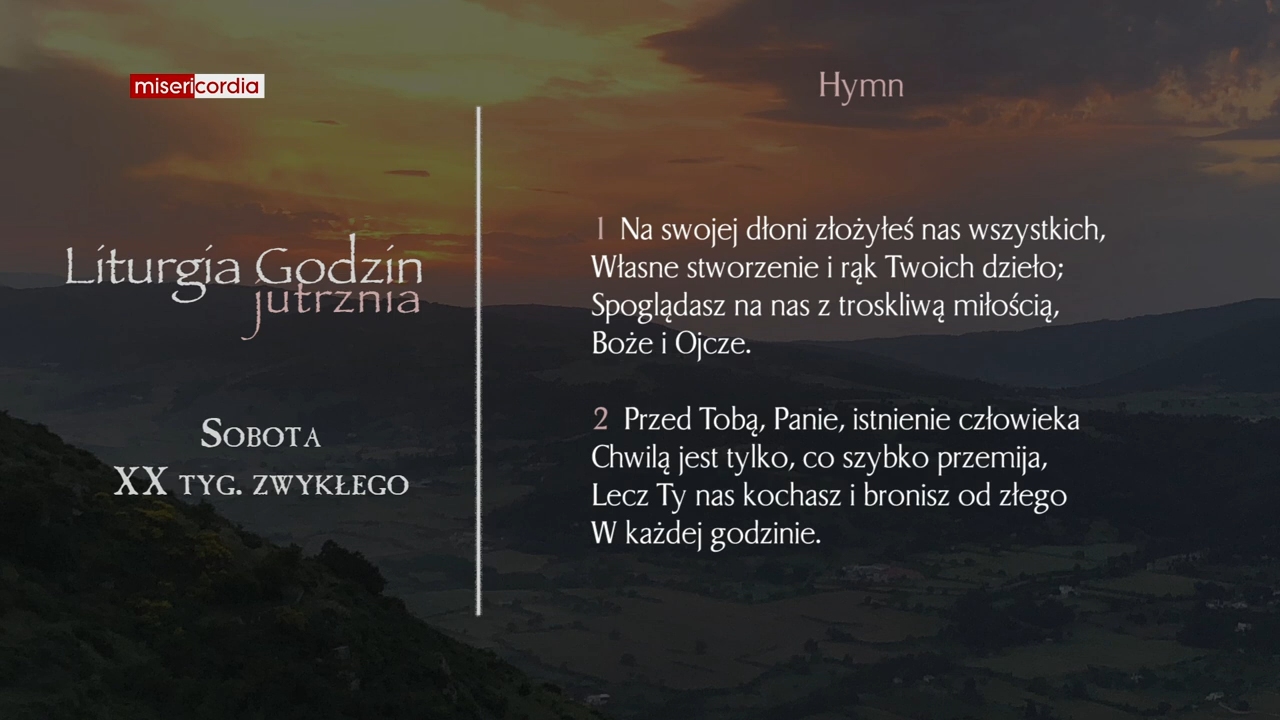 misericordia
Liturgia Godzin
jutrznia
Sobota
XX tyg. zwykłego
Hymn
1 Na swojej dłoni złożyłeś nas wszystkich,
Własne stworzenie i rąk Twoich dzieło;
Spoglądasz na nas z troskliwą miłością,
Boże i Ojcze.
2 Przed Tobą, Panie, istnienie człowieka
Chwilą jest tylko, co szybko przemija,
Lecz Ty nas kochasz i bronisz od złego
W każdej godzinie.